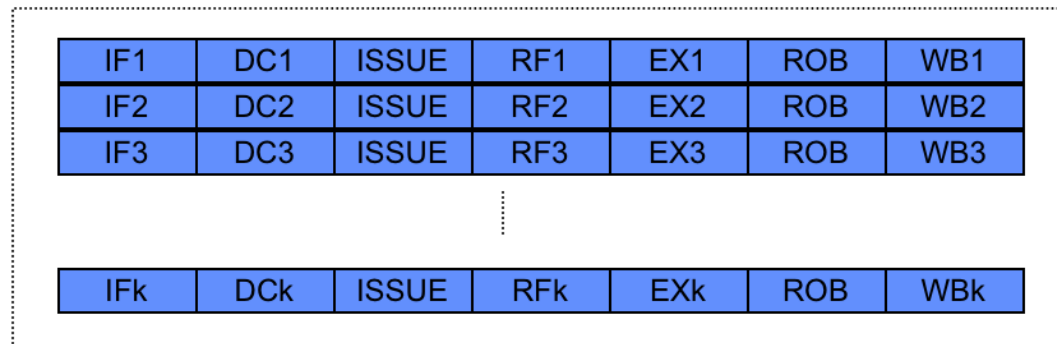 IF1 DC1 ISSUE RF1 EX1 ROB WB1
IF2 DC2 ISSUE RF2 EX2 ROB WB2
IF3 DC3 ISSUE RF3 EX3 ROB WB3
IFk DCk ISSUE RFk EXk ROB WBk